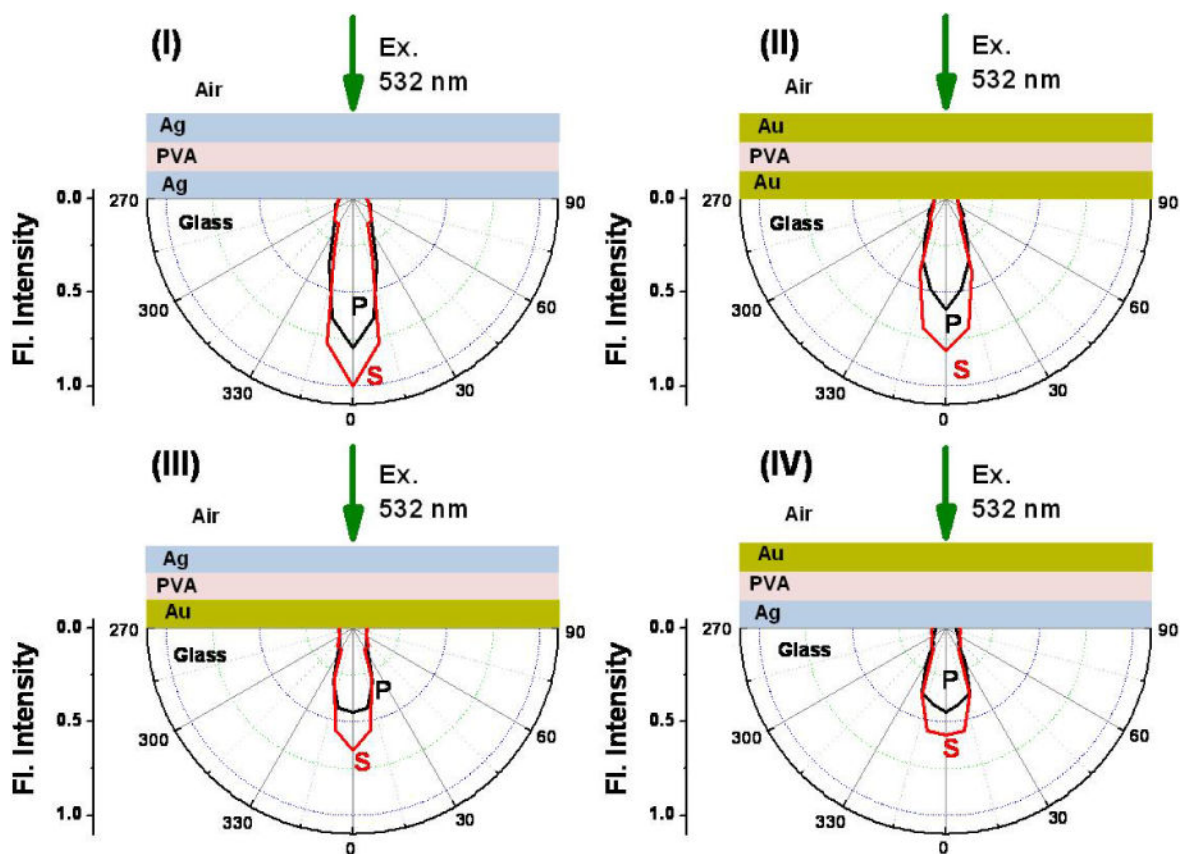 (I)
Ex.
532 nm
Air
Ag
PVA
Ag
Glass
Fl. Intensity
0.0
0.5
1.0
270
300
330
0
30
60
90
P
S
(II)
Ex.
532 nm
Air
Au
PVA
Au
Glass
Fl. Intensity
0.0
0.5
1.0
270
300
330
0
30
60
90
P
S
(III)
Ex.
532 nm
Air
Ag
PVA
Au
Glass
Fl. Intensity
0.0
0.5
1.0
270
300
330
0
30
60
90
P
S
(IV)
Ex.
532 nm
Air
Au
PVA
Ag
Glass
Fl. Intensity
0.0
0.5
1.0
270
300
330
0
30
60
90
P
S